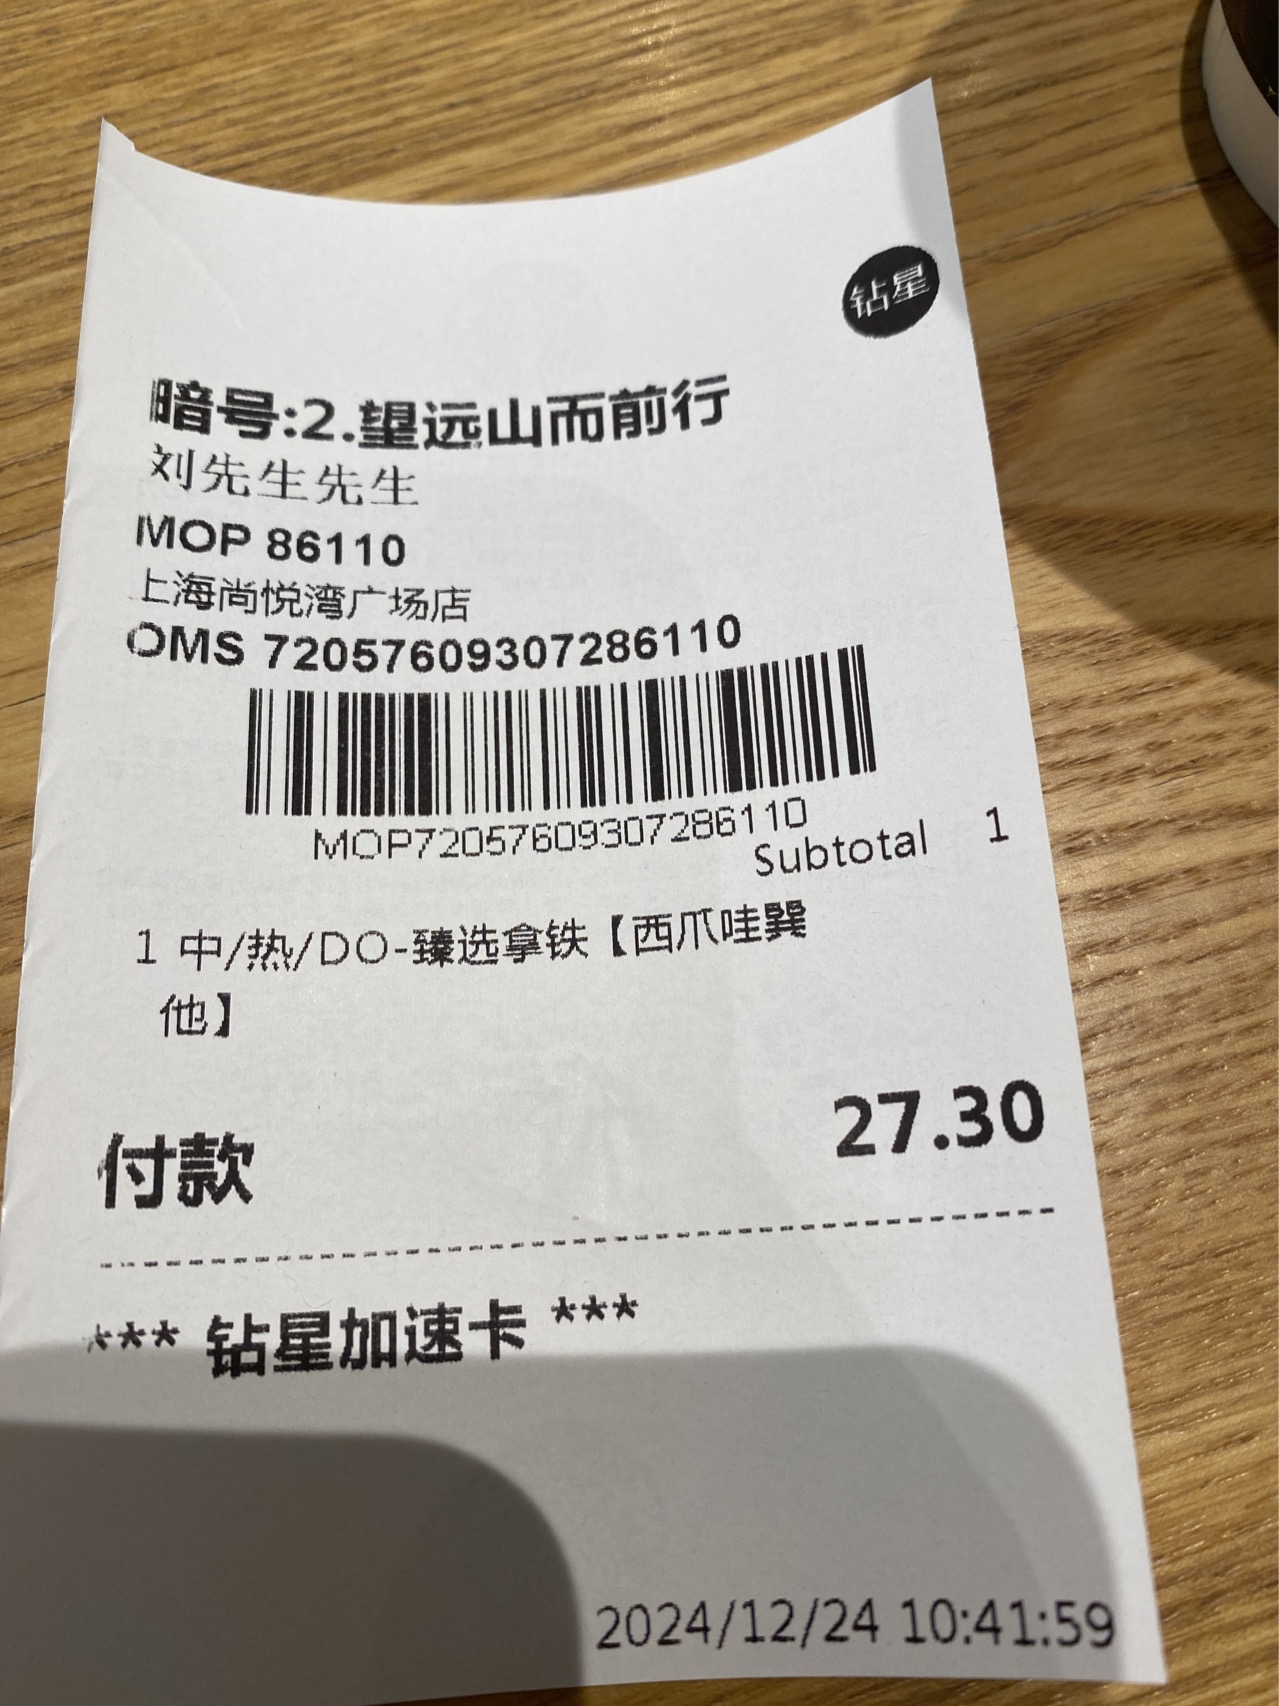 钻星
暗号:2.望远山而前行
刘先生先生
MOP 86110
上海尚悦湾广场店
OMS 72057609307286110
MOP72057609307286110
Subtotal 1
1 中/热/DO-臻选拿铁【西爪哇巽
他】
付款 27.30
*** 钻星加速卡 ***
2024/12/24 10:41:59